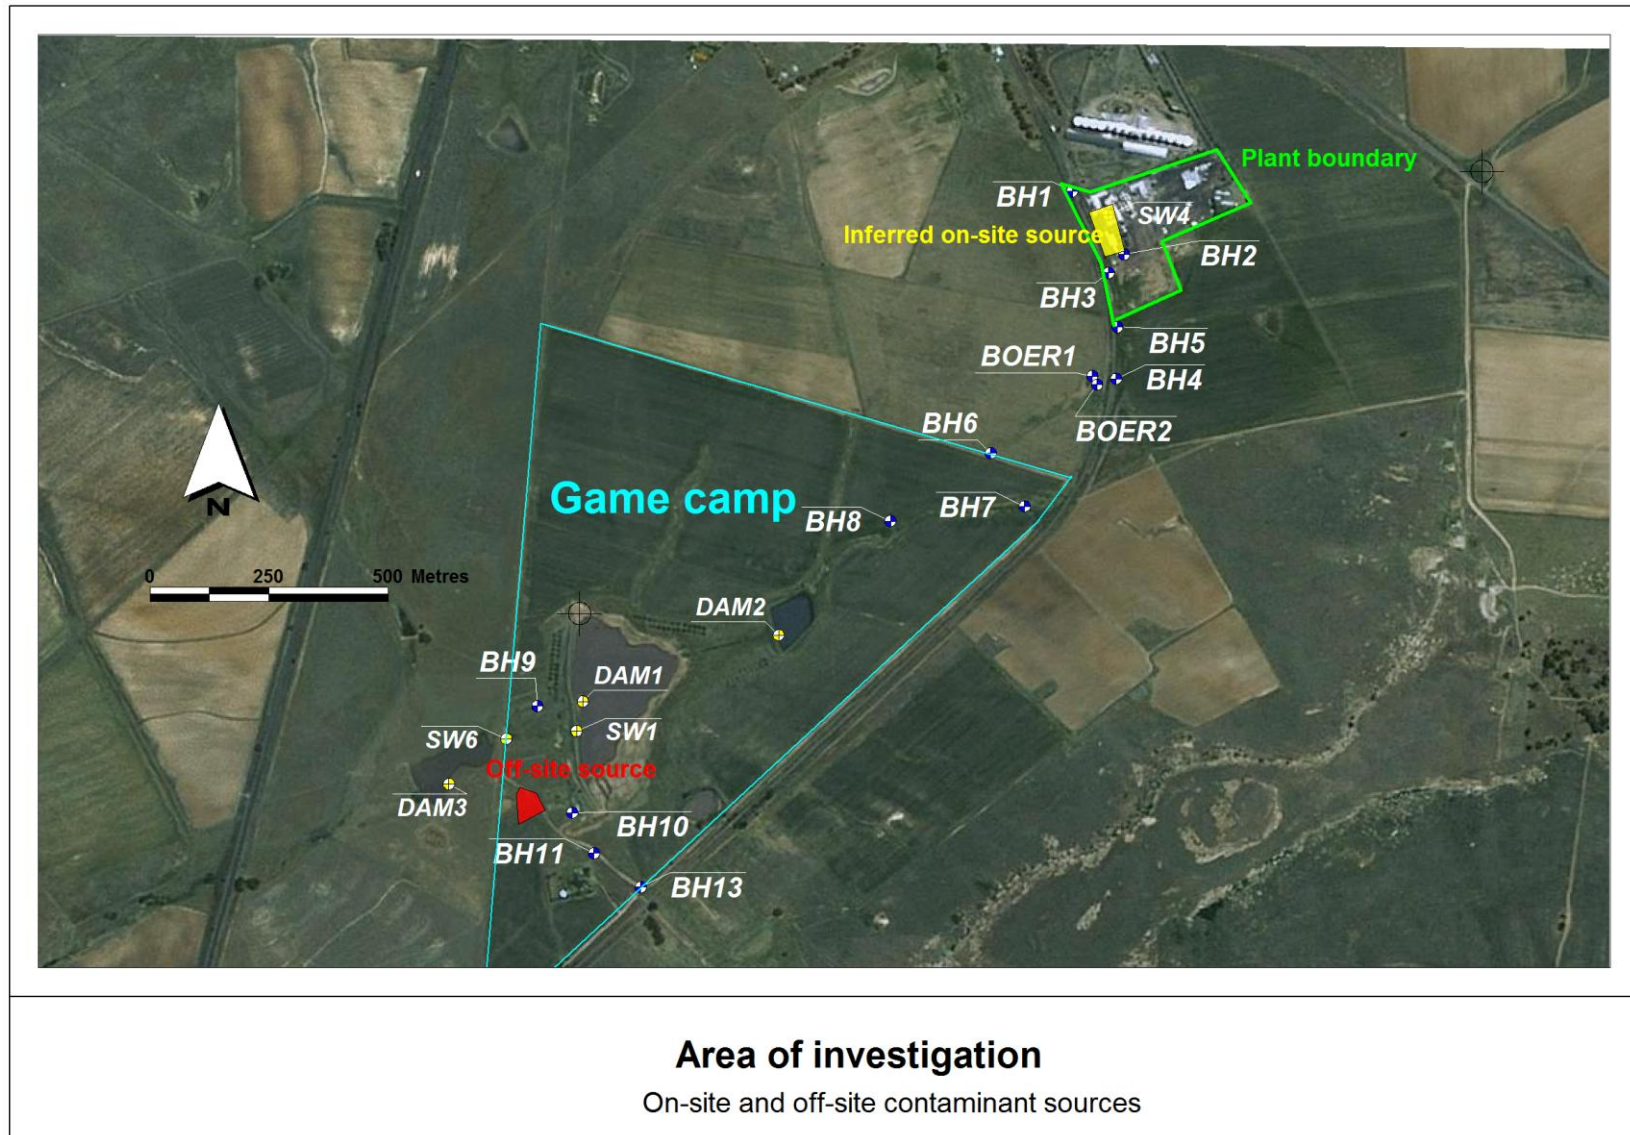 Plant boundary
BH1
SW4
Inferred on-site source
BH2
BH3
BH5
BOER1
BH4
BOER2
BH6
Game camp
BH7
BH8
N
0 250 500 Metres
DAM2
BH9
DAM1
SW6
SW1
Off-site source
DAM3
BH10
BH11
BH13
Area of investigation
On-site and off-site contaminant sources